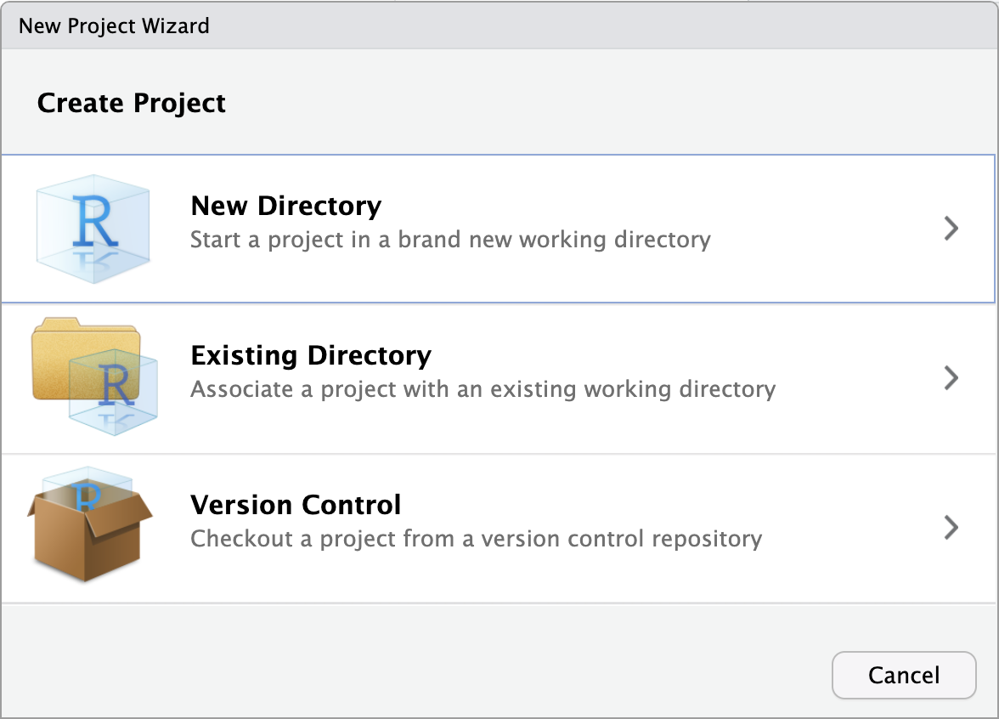 New Project Wizard
Create Project
R
New Directory
Start a project in a brand new working directory
R
Existing Directory
Associate a project with an existing working directory
R
Version Control
Checkout a project from a version control repository
Cancel